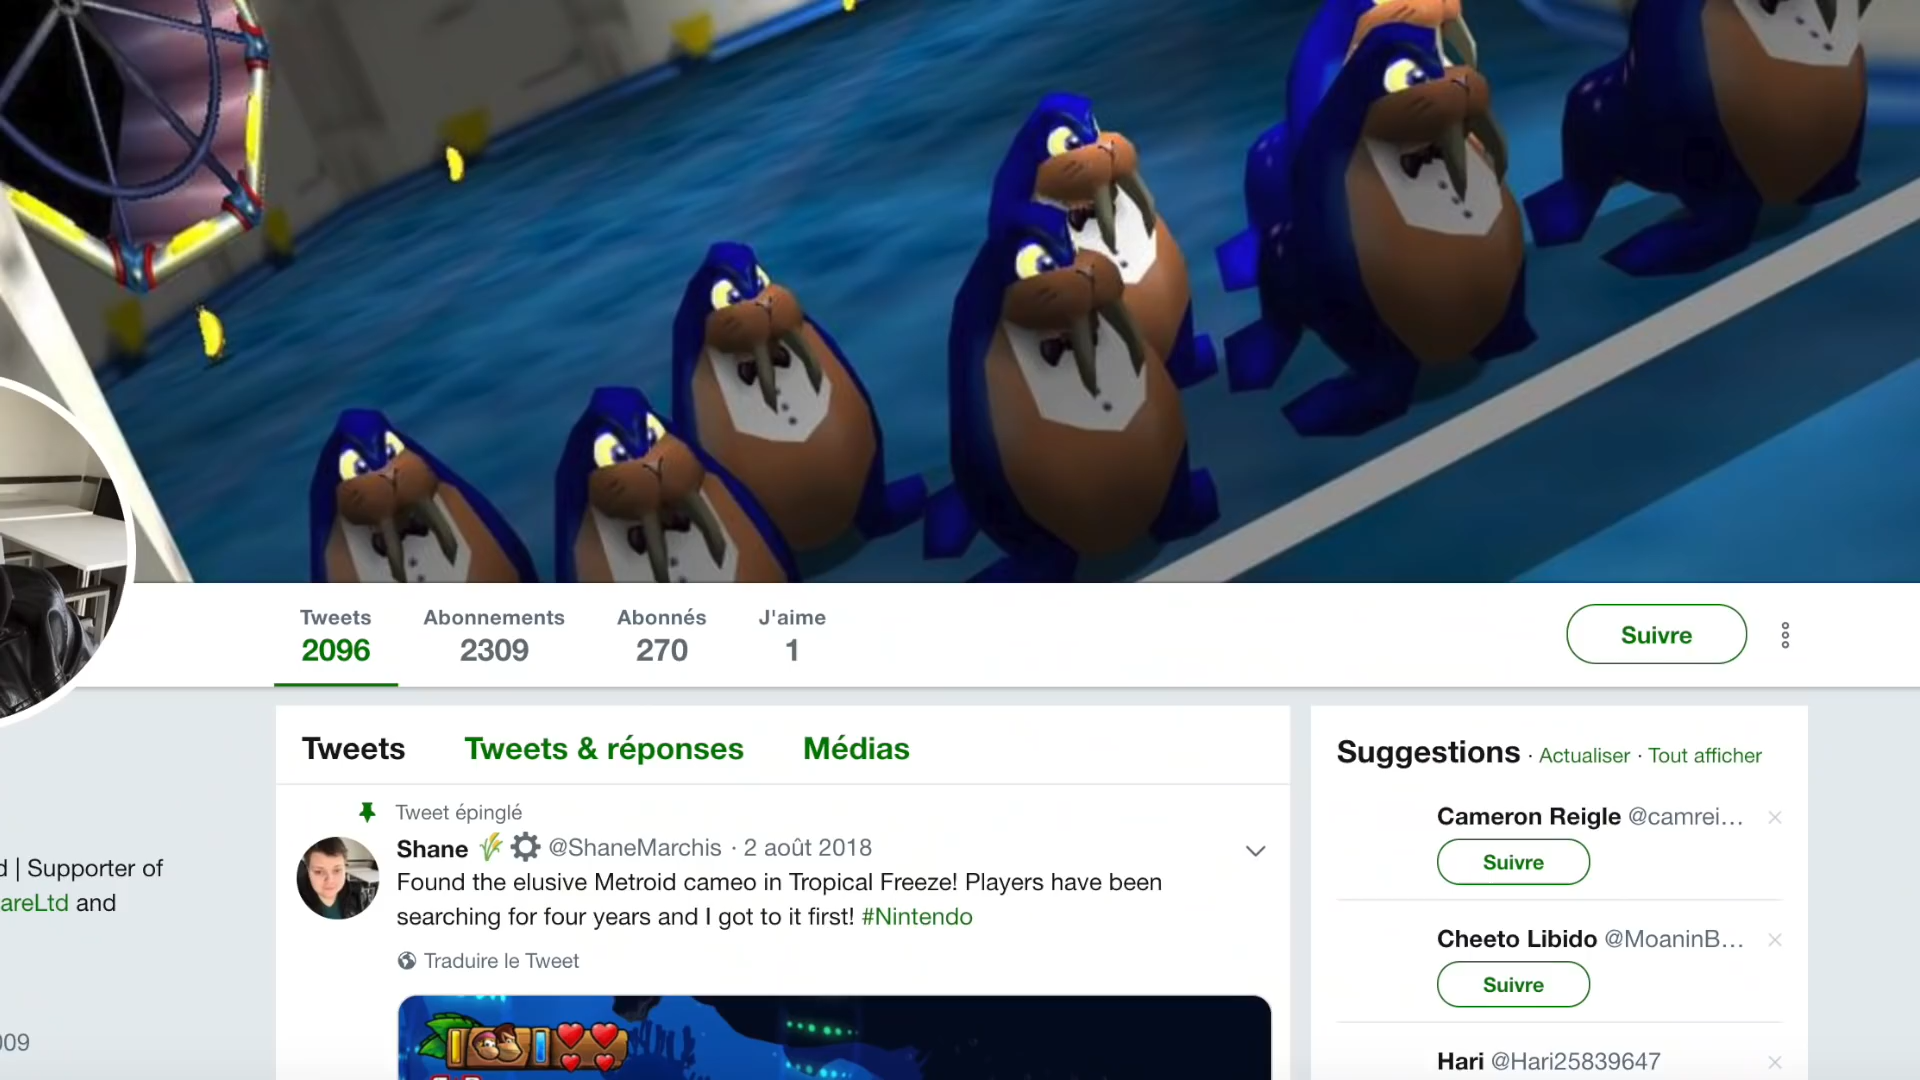 Tweets
2096
Abonnements
2309
Abonnés
270
J'aime
1
Suivre
d | Supporter of
areLtd and
009
Tweets
Tweets & réponses
Médias
Tweet épinglé
Shane @ShaneMarchis · 2 août 2018
Found the elusive Metroid cameo in Tropical Freeze! Players have been
searching for four years and I got to it first! #Nintendo
Traduire le Tweet
Suggestions · Actualiser · Tout afficher
Cameron Reigle @camrei...
Suivre
Cheeto Libido @MoaninB...
Suivre
Hari @Hari25839647